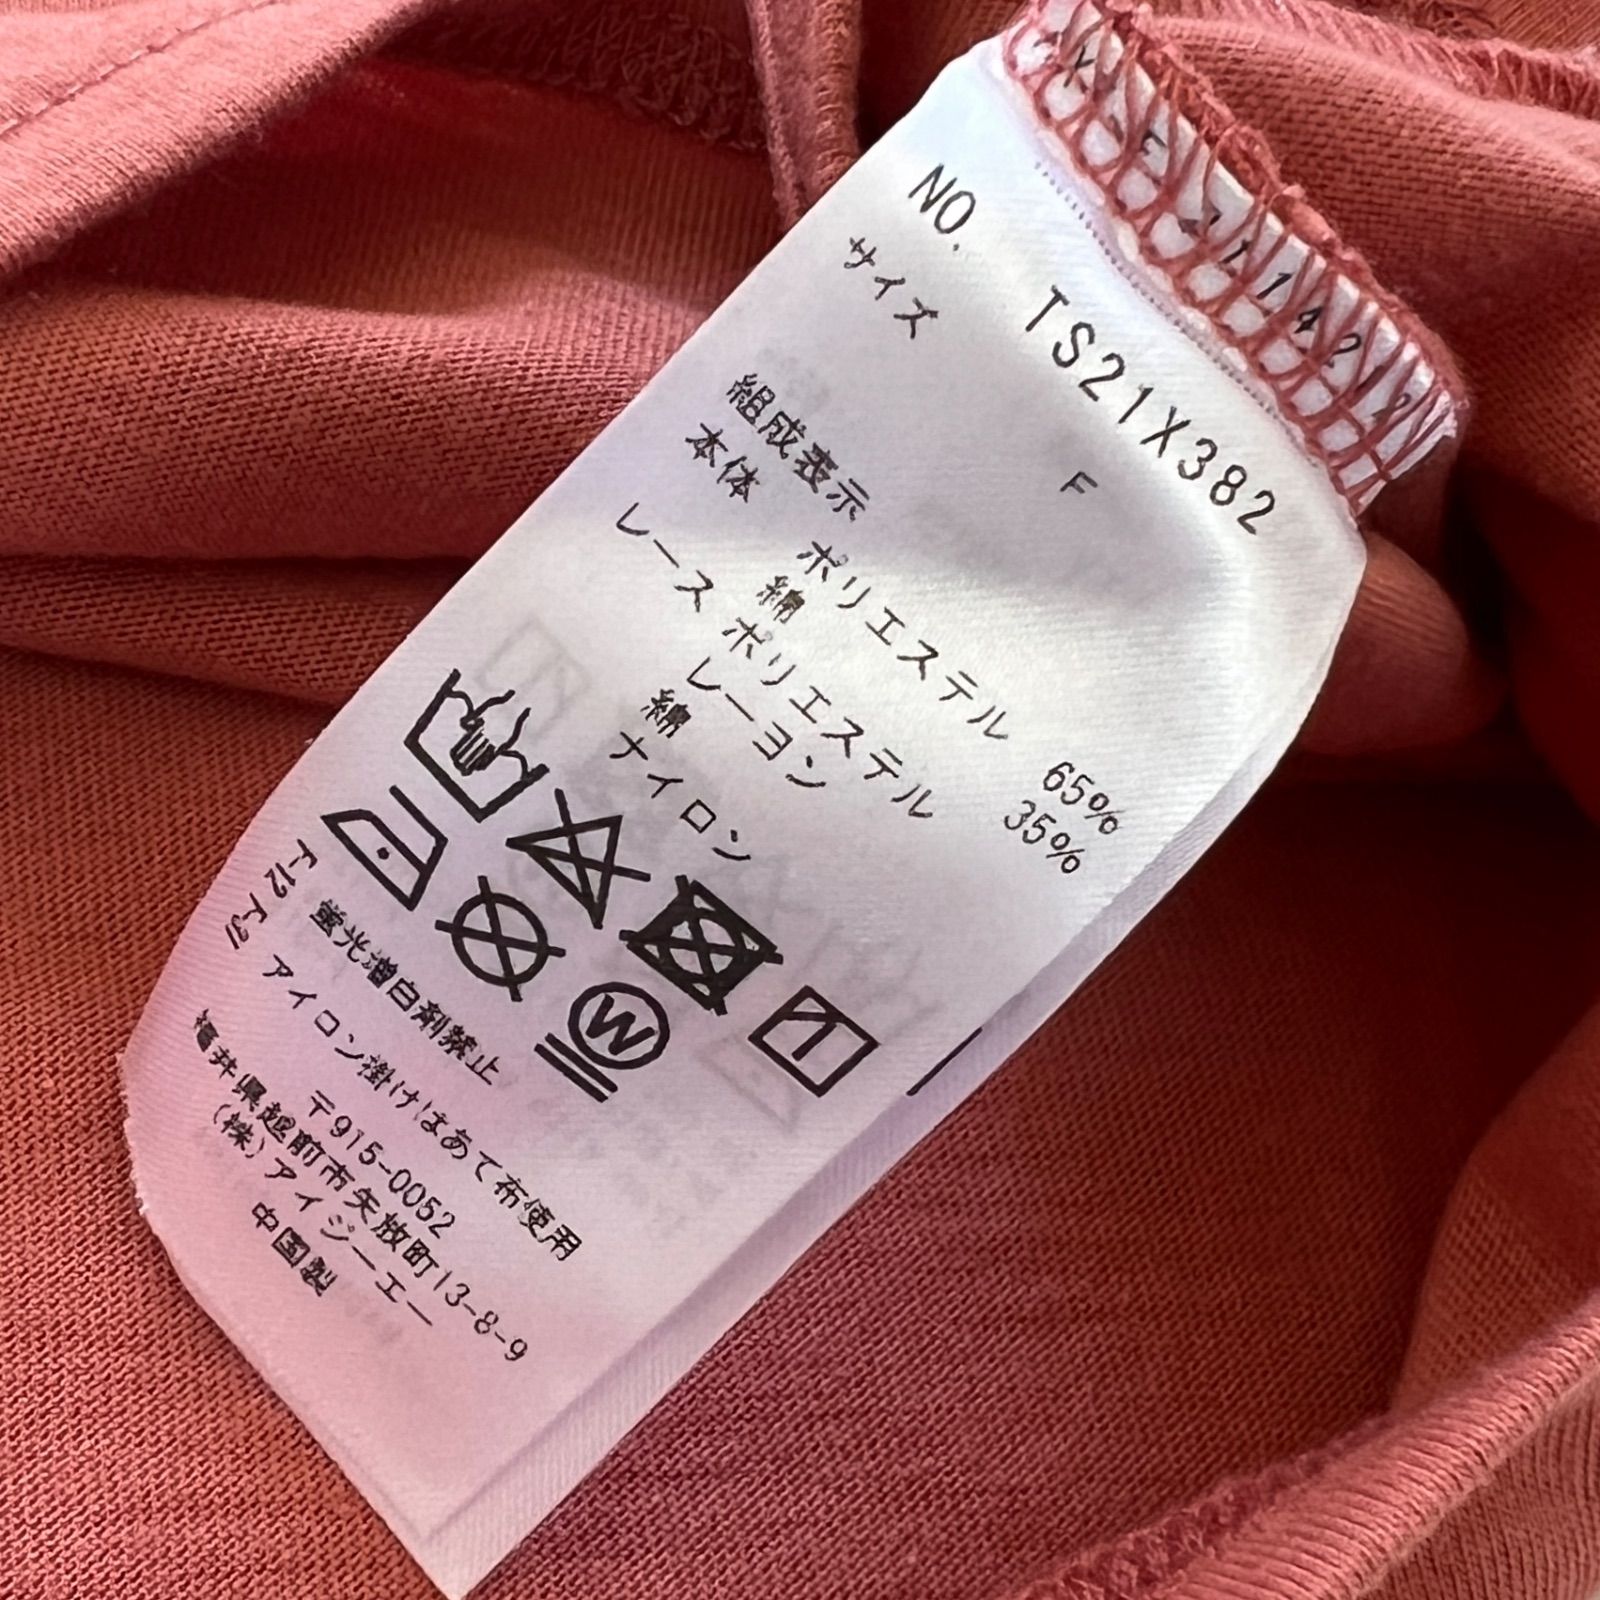 NO. TS21X382
サイズ F
組成表示
本体 ポリエステル 65%
綿 35%
レース ポリエステル
レーヨン
綿
ナイロン
W
T-12 T-31
蛍光増白剤禁止
アイロン掛けはあて布使用
〒915-0052
福井県越前市矢放町13-8-9
(株)アイジーエー
中国製